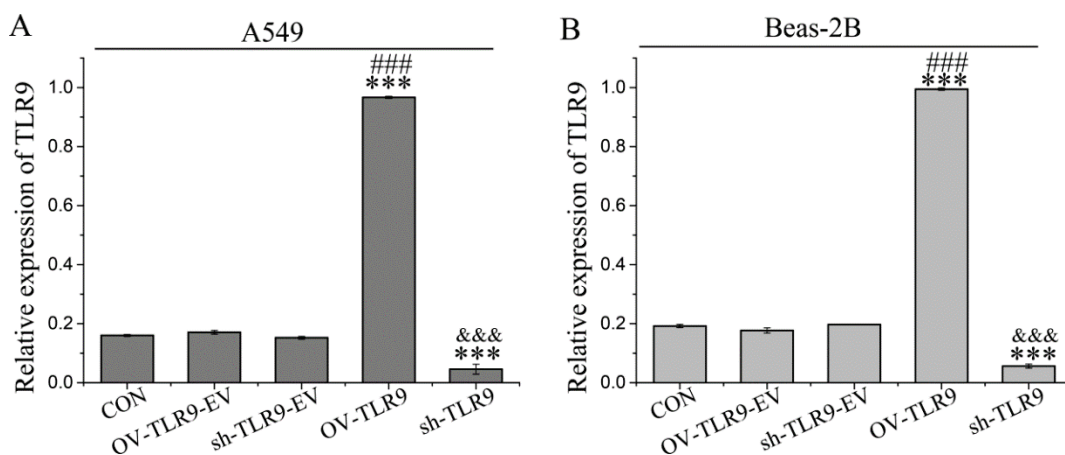 A
A549
Relative expression of TLR9
1.0
0.8
0.6
0.4
0.2
0.0
###
***
&&&
***
CON
OV-TLR9-EV
sh-TLR9-EV
OV-TLR9
sh-TLR9
B
Beas-2B
Relative expression of TLR9
1.0
0.8
0.6
0.4
0.2
0.0
###
***
&&&
***
CON
OV-TLR9-EV
sh-TLR9-EV
OV-TLR9
sh-TLR9